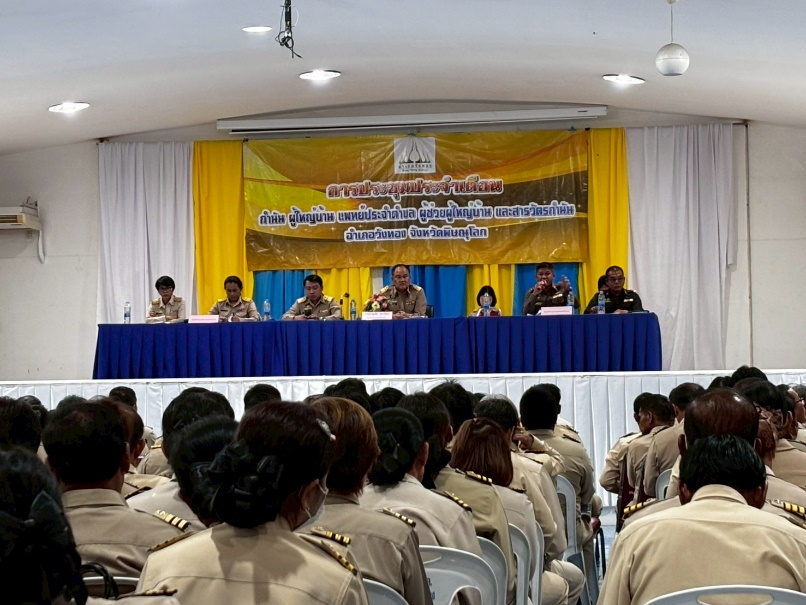 การประชุมประจำเดือน
กำนัน ผู้ใหญ่บ้าน แพทย์ประจำตำบล ผู้ช่วยผู้ใหญ่บ้าน และสารวัตรกำนัน
อำเภอวังทอง จังหวัดพิษณุโลก